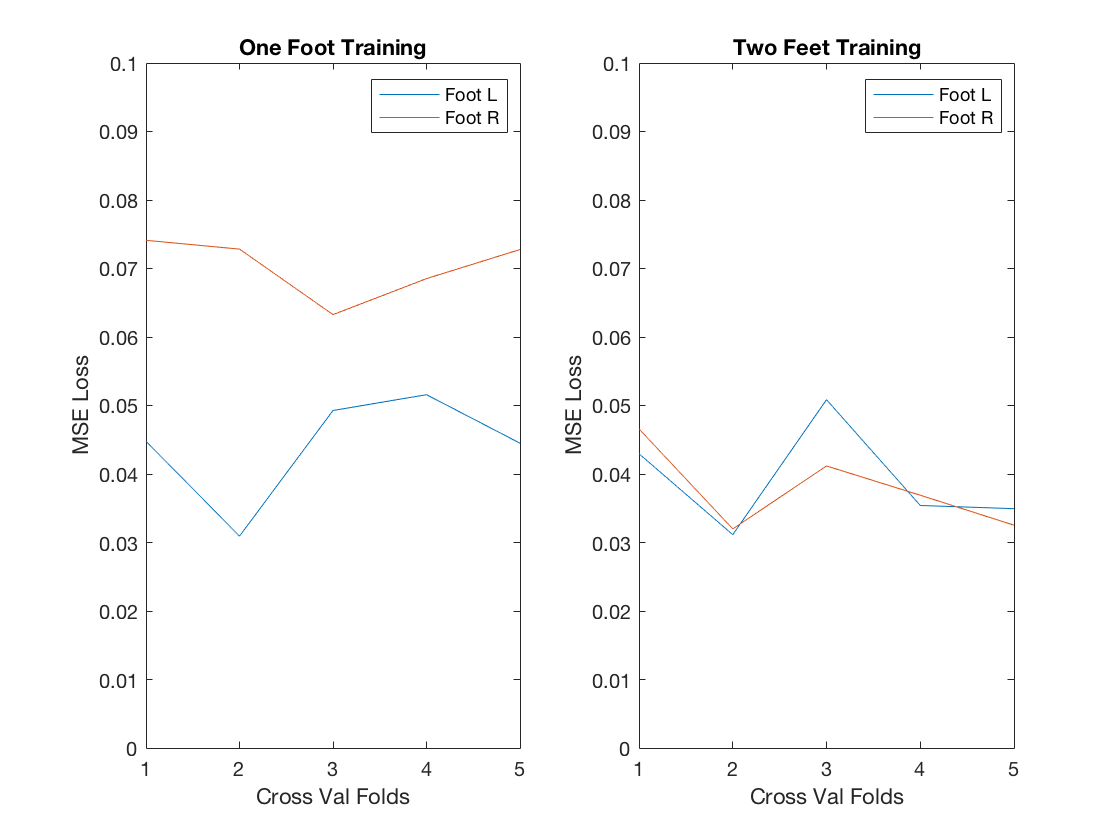 One Foot Training
0.1
0.09
0.08
0.07
0.06
0.05
0.04
0.03
0.02
0.01
0
MSE Loss
1 2 3 4 5
Cross Val Folds
Foot L
Foot R
Two Feet Training
0.1
0.09
0.08
0.07
0.06
0.05
0.04
0.03
0.02
0.01
0
MSE Loss
1 2 3 4 5
Cross Val Folds
Foot L
Foot R